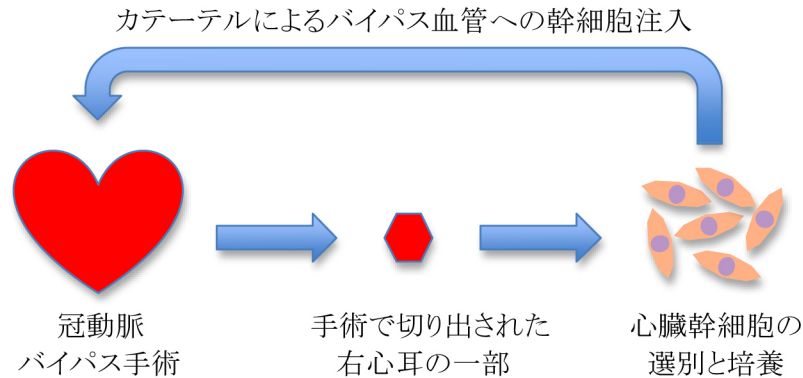 カテーテルによるバイパス血管への幹細胞注入
冠動脈
バイパス手術
手術で切り出された
右心耳の一部
心臓幹細胞の
選別と培養